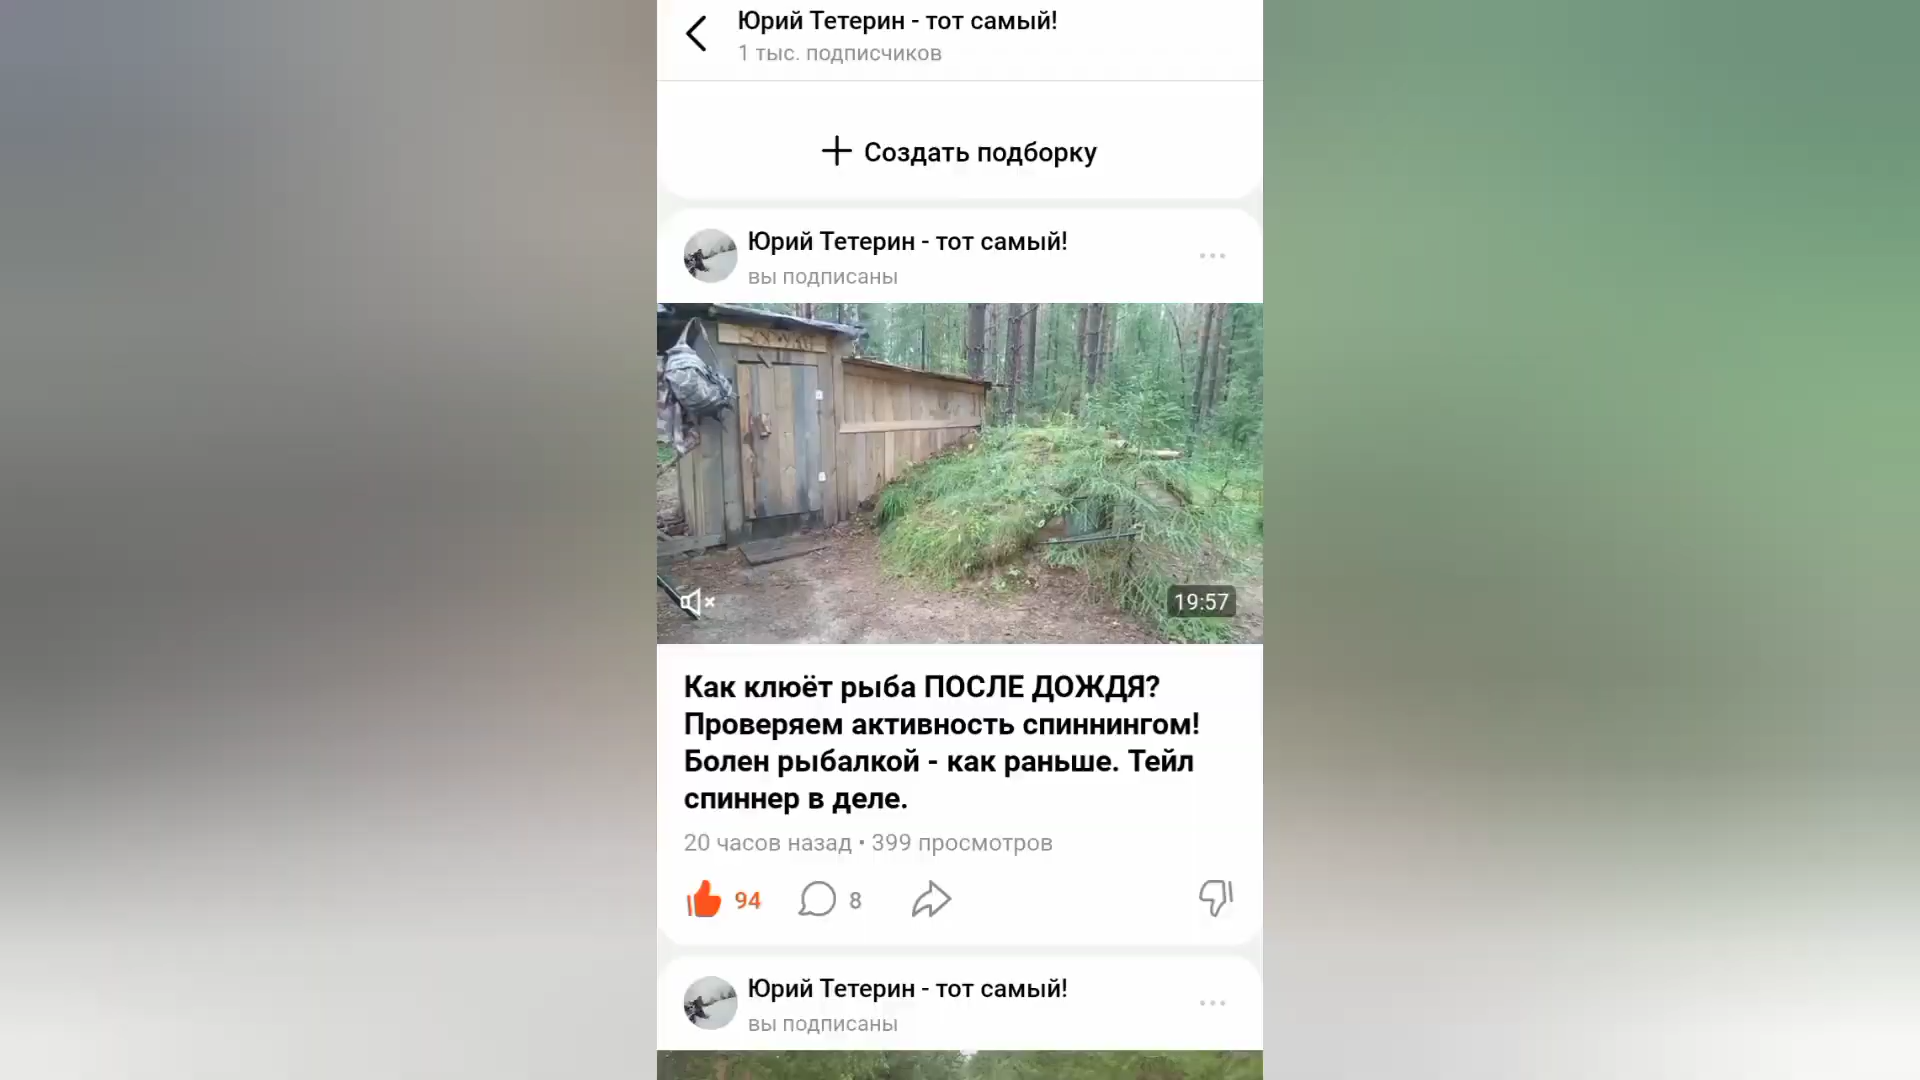 Юрий Тетерин - тот самый!
1 тыс. подписчиков
Создать подборку
Юрий Тетерин - тот самый!
вы подписаны
19:57
Как клюёт рыба ПОСЛЕ ДОЖДЯ?
Проверяем активность спиннингом!
Болен рыбалкой - как раньше. Тейл
спиннер в деле.
20 часов назад • 399 просмотров
94
8
Юрий Тетерин - тот самый!
вы подписаны